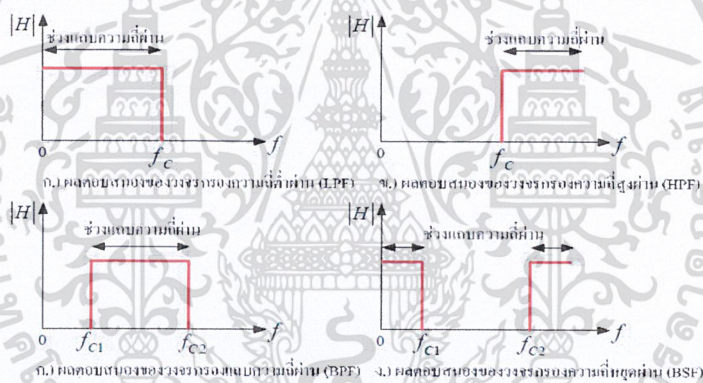 |H| ช่วงแถบความถี่ผ่าน
0 f_C f
ก.) ผลตอบสนองของวงจรกรองความถี่ต่ำผ่าน (LPF)
|H| ช่วงแถบความถี่ผ่าน
0 f_C f
ข.) ผลตอบสนองของวงจรกรองความถี่สูงผ่าน (HPF)
|H| ช่วงแถบความถี่ผ่าน
0 f_C1 f_C2 f
ก.) ผลตอบสนองของวงจรกรองแถบความถี่ผ่าน (BPF)
|H| ช่วงแถบความถี่ผ่าน
0 f_C1 f_C2 f
ง.) ผลตอบสนองของวงจรกรองความถี่หยุดผ่าน (BSF)